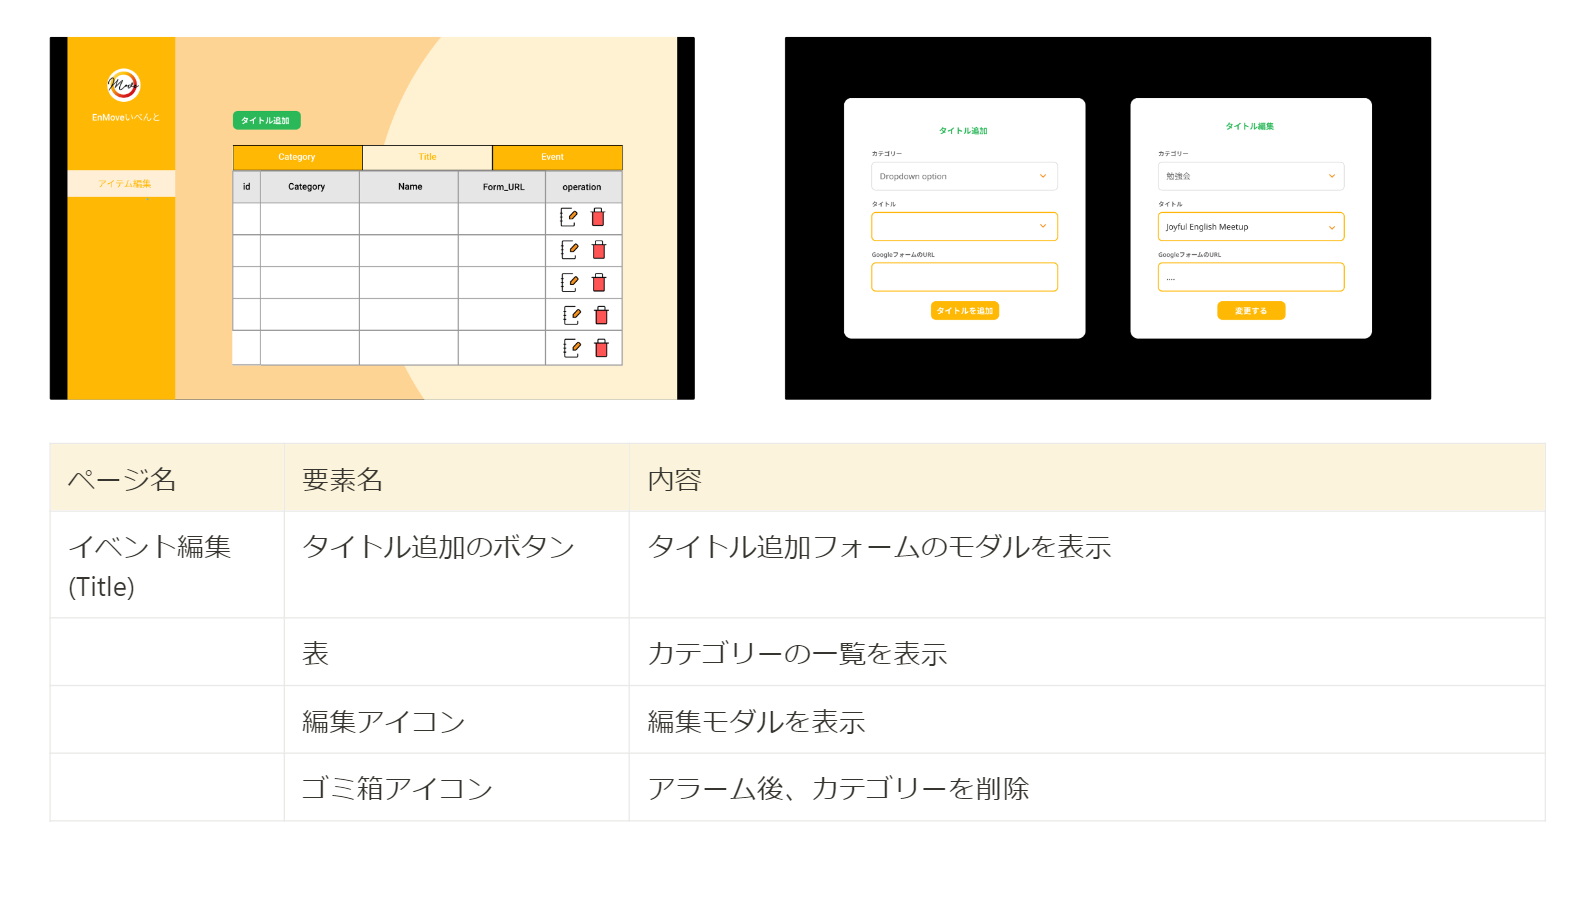 Move
EnMoveいべんと
アイテム編集
タイトル追加
Category Title Event
id Category Name Form_URL operation
タイトル追加
カテゴリー
Dropdown option
タイトル
GoogleフォームのURL
タイトルを追加
タイトル編集
カテゴリー
勉強会
タイトル
Joyful English Meetup
GoogleフォームのURL
....
変更する
ページ名 要素名 内容
イベント編集 タイトル追加のボタン タイトル追加フォームのモダルを表示
(Title)
表 カテゴリーの一覧を表示
編集アイコン 編集モダルを表示
ゴミ箱アイコン アラーム後、カテゴリーを削除